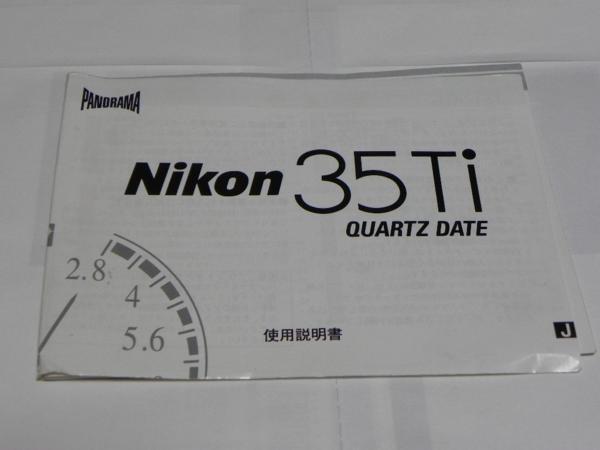 PANORAMA
Nikon 35Ti
QUARTZ DATE
2.8
4
5.6
使用説明書
J